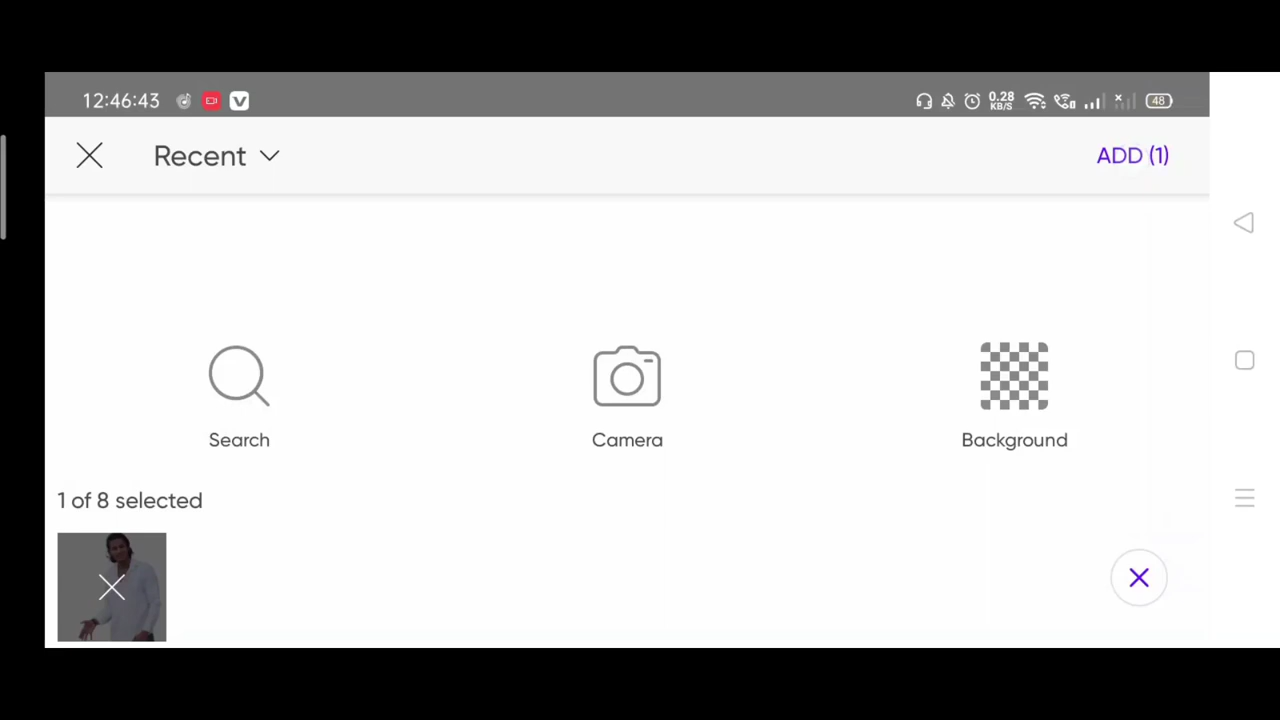 12:46:43 V 0.28 KB/S 48
Recent ADD (1)
Search Camera Background
1 of 8 selected